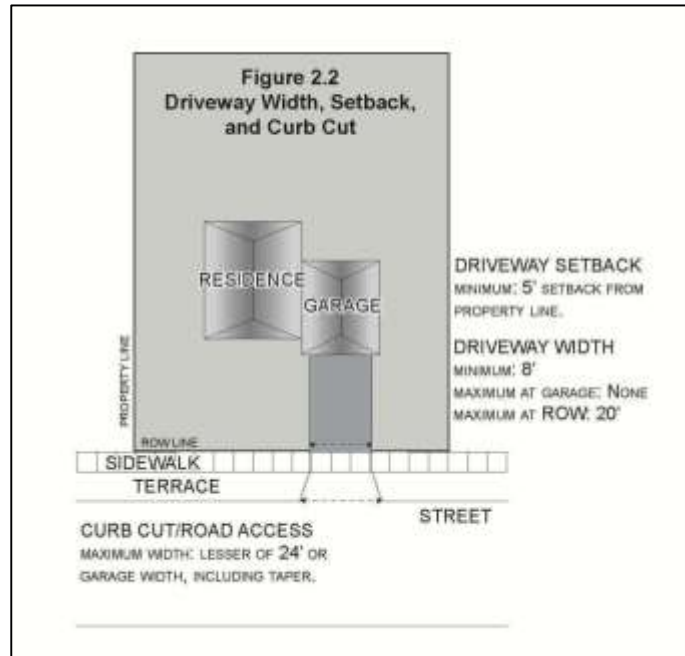 Figure 2.2
Driveway Width, Setback,
and Curb Cut
RESIDENCE
GARAGE
DRIVEWAY SETBACK
MINIMUM: 5' SETBACK FROM
PROPERTY LINE.
DRIVEWAY WIDTH
MINIMUM: 8'
MAXIMUM AT GARAGE: NONE
MAXIMUM AT ROW: 20'
PROPERTY LINE
ROW LINE
SIDEWALK
TERRACE
STREET
CURB CUT/ROAD ACCESS
MAXIMUM WIDTH: LESSER OF 24' OR
GARAGE WIDTH, INCLUDING TAPER.